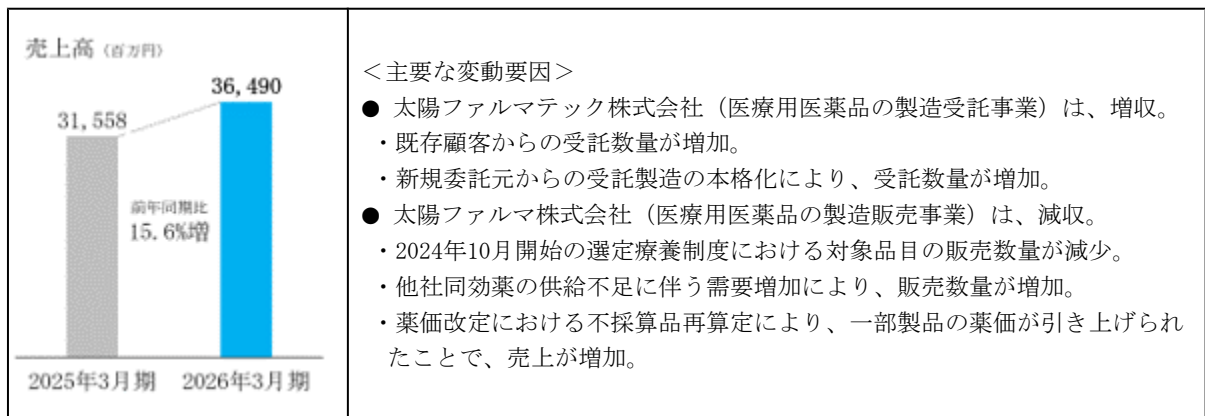 売上高（百万円）
31,558
36,490
前年同期比
15.6%増
2025年3月期
2026年3月期
＜主要な変動要因＞
● 太陽ファルマテック株式会社（医療用医薬品の製造受託事業）は、増収。
・既存顧客からの受託数量が増加。
・新規委託元からの受託製造の本格化により、受託数量が増加。
● 太陽ファルマ株式会社（医療用医薬品の製造販売事業）は、減収。
・2024年10月開始の選定療養制度における対象品目の販売数量が減少。
・他社同効薬の供給不足に伴う需要増加により、販売数量が増加。
・薬価改定における不採算品再算定により、一部製品の薬価が引き上げられ
たことで、売上が増加。